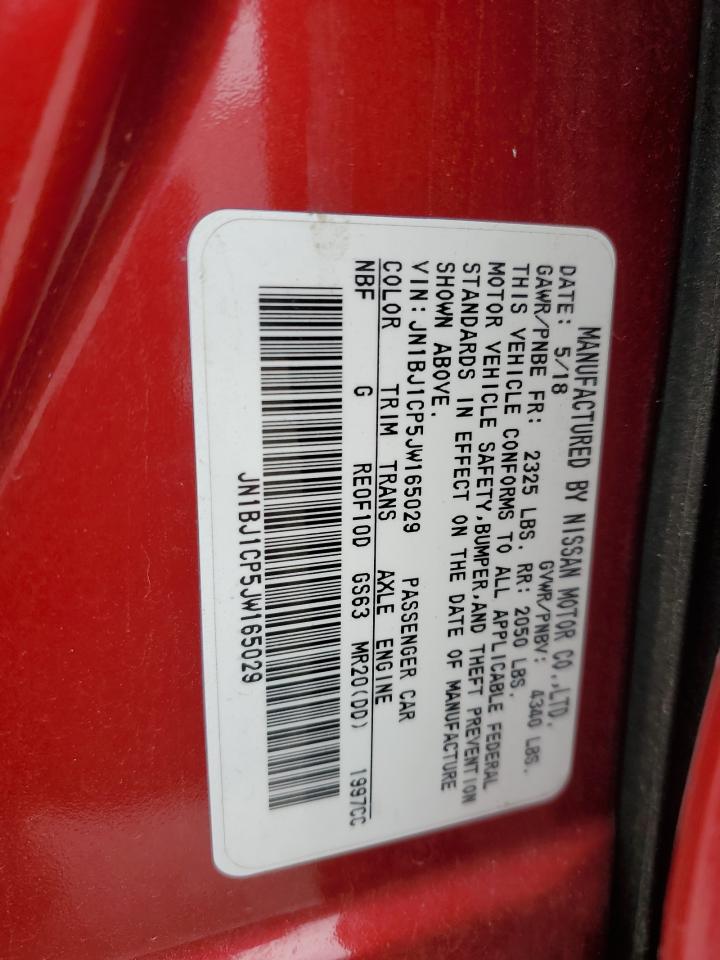 MANUFACTURED BY NISSAN MOTOR CO.,LTD.
DATE: 5/18 GVWR/PNBV: 4340 LBS.
GAWR/PNBE FR: 2325 LBS. RR: 2050 LBS.
THIS VEHICLE CONFORMS TO ALL APPLICABLE FEDERAL
MOTOR VEHICLE SAFETY,BUMPER,AND THEFT PREVENTION
STANDARDS IN EFFECT ON THE DATE OF MANUFACTURE
SHOWN ABOVE.
VIN:JN1BJ1CP5JW165029 PASSENGER CAR
COLOR TRIM TRANS AXLE ENGINE
NBF G RE0F10D GS63 MR20(DD) 1997CC
JN1BJ1CP5JW165029